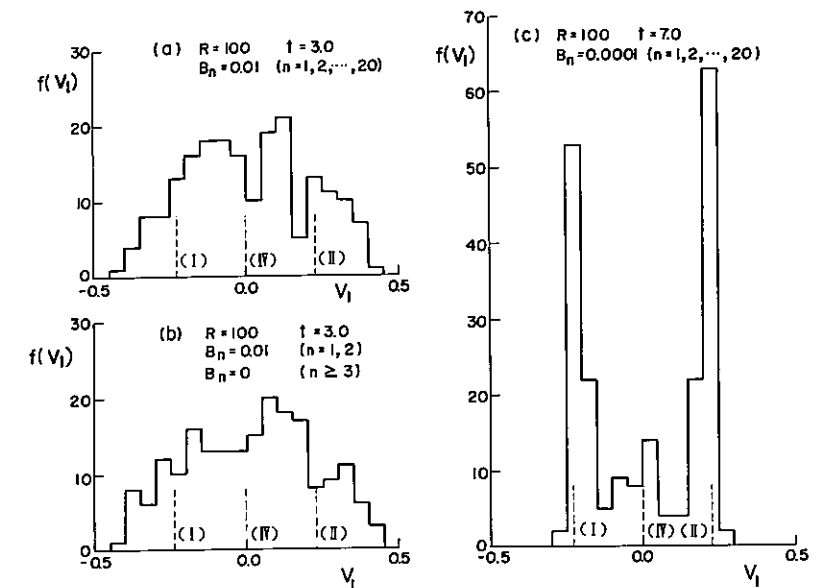 (a) R=100 t=3.0
Bn=0.01 (n=1,2,⋯,20)
f(V1)
30
20
10
0
-0.5 0.0 0.5
V1
(I) (IV) (II)
(b) R=100 t=3.0
Bn=0.01 (n=1,2)
Bn=0 (n≥3)
f(V1)
30
20
10
0
-0.5 0.0 0.5
V1
(I) (IV) (II)
(c) R=100 t=7.0
Bn=0.0001 (n=1,2,⋯,20)
f(V1)
70
60
50
40
30
20
10
0
-0.5 0.0 0.5
V1
(I) (IV) (II)